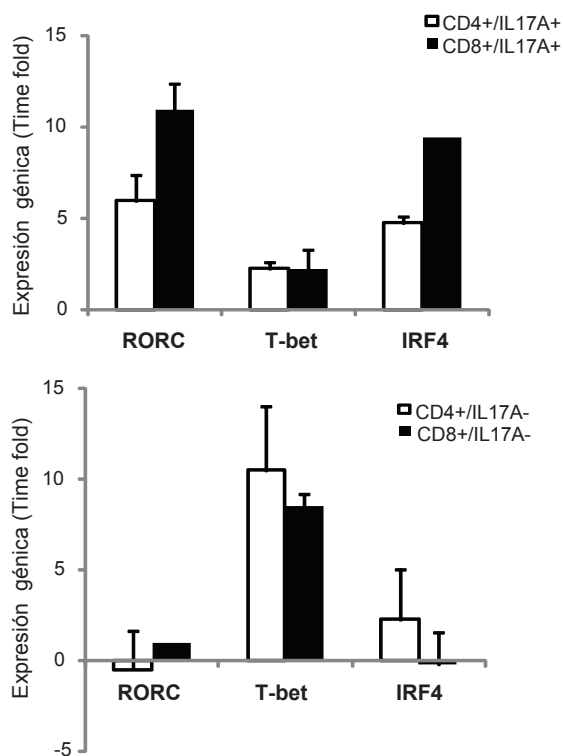 CD4+/IL17A+
CD8+/IL17A+
Expresión génica (Time fold)
15
10
5
0
RORC T-bet IRF4
CD4+/IL17A-
CD8+/IL17A-
Expresión génica (Time fold)
15
10
5
0
-5
RORC T-bet IRF4